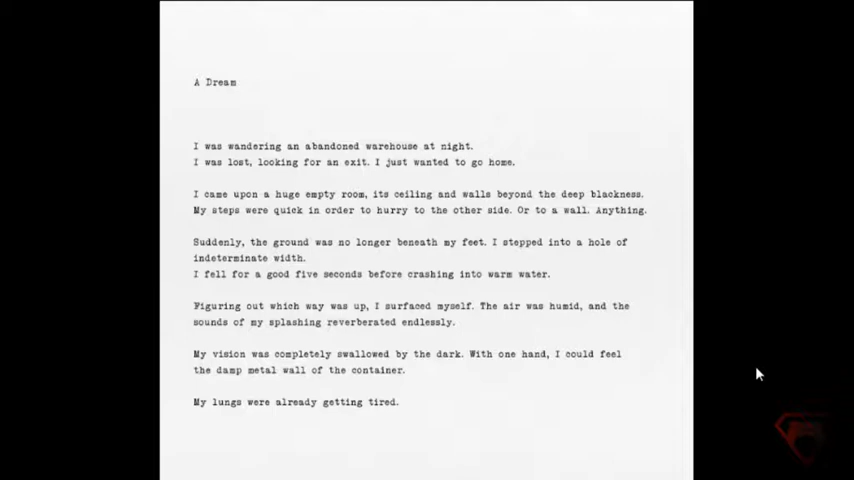 A Dream
I was wandering an abandoned warehouse at night.
I was lost, looking for an exit. I just wanted to go home.
I came upon a huge empty room, its ceiling and walls beyond the deep blackness.
My steps were quick in order to hurry to the other side. Or to a wall. Anything.
Suddenly, the ground was no longer beneath my feet. I stepped into a hole of
indeterminate width.
I fell for a good five seconds before crashing into warm water.
Figuring out which way was up, I surfaced myself. The air was humid, and the
sounds of my splashing reverberated endlessly.
My vision was completely swallowed by the dark. With one hand, I could feel
the damp metal wall of the container.
My lungs were already getting tired.